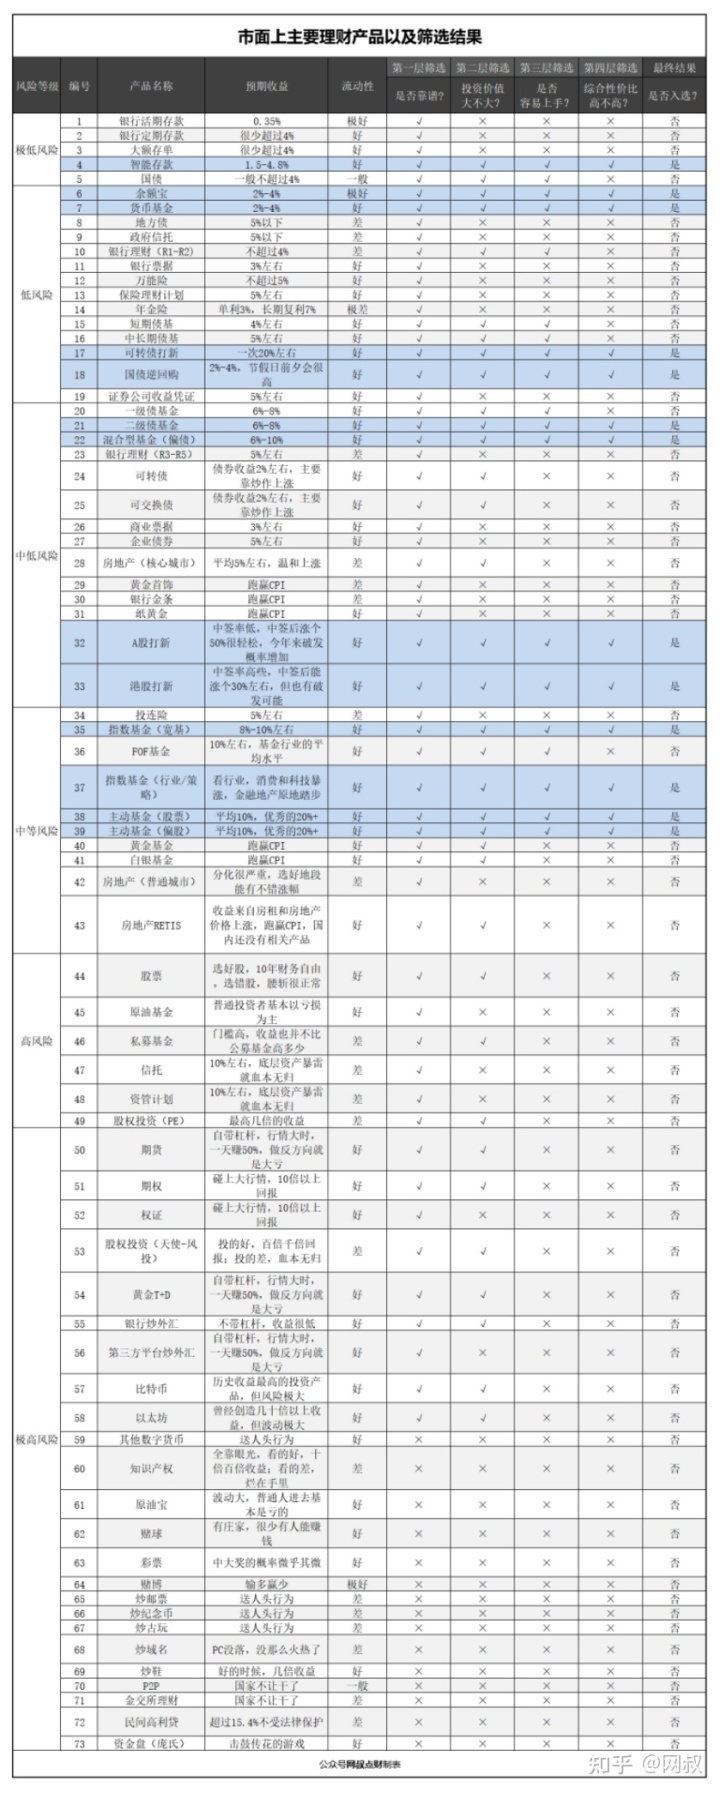 市面上主要理财产品以及筛选结果
风险等级 编号 产品名称 预期收益 流动性 第一层筛选 第二层筛选 第三层筛选 第四层筛选 最终结果
是否靠谱? 投资价值大不大? 是否容易上手? 综合性价比高不高? 是否入选?
极低风险
1 银行活期存款 0.35% 极好 √ × × × 否
2 银行定期存款 很少超过4% 好 √ × × × 否
3 大额存单 很少超过4% 好 √ × × × 否
4 智能存款 1.5-4.8% 好 √ √ √ √ 是
5 国债 一般不超过4% 一般 √ √ √ × 否
低风险
6 余额宝 2%-4% 极好 √ √ √ √ 是
7 货币基金 2%-4% 好 √ √ √ √ 是
8 地方债 5%以下 差 √ × × × 否
9 政府信托 5%以下 差 √ × × × 否
10 银行理财（R1-R2) 不超过4% 差 √ √ √ × 否
11 银行票据 3%左右 好 √ × × × 否
12 万能险 不超过5% 好 √ × × × 否
13 保险理财计划 5%左右 好 √ × × × 否
14 年金险 单利3%, 长期复利7% 极差 √ × × × 否
15 短期债基 4%左右 好 √ √ √ × 否
16 中长期债基 5%左右 好 √ √ √ × 否
17 可转债打新 一次20%左右 好 √ √ √ √ 是
18 国债逆回购 2%-4%, 节假日前夕会很高 好 √ √ √ √ 是
19 证券公司收益凭证 5%左右 好 √ × × × 否
中低风险
20 一级债基金 6%-8% 好 √ √ √ × 否
21 二级债基金 6%-8% 好 √ √ √ √ 是
22 混合型基金（偏债） 6%-10% 好 √ √ √ √ 是
23 银行理财（R3-R5） 5%左右 差 √ × × × 否
24 可转债 债券收益2%左右, 主要靠炒作上涨 好 √ √ × × 否
25 可交换债 债券收益2%左右, 主要靠炒作上涨 好 √ √ × × 否
26 商业票据 3%左右 好 √ × × × 否
27 企业债券 5%左右 好 √ × × × 否
28 房地产（核心城市） 平均5%左右, 温和上涨 差 √ √ × × 否
29 黄金首饰 跑赢CPI 差 √ × × × 否
30 银行金条 跑赢CPI 差 √ × × × 否
31 纸黄金 跑赢CPI 好 √ × × × 否
32 A股打新 中签率低, 中签后涨个50%很轻松, 今年来破发概率增加 好 √ √ √ √ 是
33 港股打新 中签率高些, 中签后能涨个30%左右, 但也有破发可能 好 √ √ √ √ 是
中等风险
34 投连险 5%左右 差 √ × × × 否
35 指数基金（宽基） 8%-10%左右 好 √ √ √ √ 是
36 FOF基金 10%左右, 基金行业的平均水平 好 √ √ √ × 否
37 指数基金（行业/策略） 看行业, 消费和科技暴涨, 金融地产原地踏步 好 √ √ √ √ 是
38 主动基金（股票） 平均10%, 优秀的20%+ 好 √ √ √ √ 是
39 主动基金（偏股） 平均10%, 优秀的20%+ 好 √ √ √ √ 是
40 黄金基金 跑赢CPI 好 √ √ × × 否
41 白银基金 跑赢CPI 好 √ √ × × 否
42 房地产（普通城市） 分化很严重, 选好地段能有不错涨幅 差 √ × × × 否
43 房地产RETIS 收益来自房租和房地产价格上涨, 跑赢CPI, 国内还没有相关产品 好 √ √ × × 否
高风险
44 股票 选好股, 10年财务自由。选错股, 腰斩很正常 好 √ √ × × 否
45 原油基金 普通投资者基本以亏损为主 好 √ × × × 否
46 私募基金 门槛高, 收益也并不比公募基金高多少 差 √ √ × × 否
47 信托 10%左右, 底层资产暴雷就血本无归 差 √ × × × 否
48 资管计划 10%左右, 底层资产暴雷就血本无归 差 √ × × × 否
49 股权投资（PE） 最高几倍的收益 差 √ √ × × 否
极高风险
50 期货 自带杠杆, 行情大时, 一天赚50%, 做反方向就是大亏 好 √ √ × × 否
51 期权 碰上大行情, 10倍以上回报 好 √ √ × × 否
52 权证 碰上大行情, 10倍以上回报 好 √ × × × 否
53 股权投资（天使-风投） 投的好, 百倍千倍回报; 投的差, 血本无归 差 √ √ × × 否
54 黄金T+D 自带杠杆, 行情大时, 一天赚50%, 做反方向就是大亏 好 √ √ × × 否
55 银行炒外汇 不带杠杆, 收益很低 好 √ √ × × 否
56 第三方平台炒外汇 自带杠杆, 行情大时, 一天赚50%, 做反方向就是大亏 好 √ × × × 否
57 比特币 历史收益最高的投资产品, 但风险极大 好 √ √ × × 否
58 以太坊 曾经创造几十倍以上收益, 但波动极大 好 √ √ × × 否
59 其他数字货币 送人头行为 好 × × × × 否
60 知识产权 全靠眼光, 看的好, 十倍百倍收益; 看的差, 烂在手里 差 × × × × 否
61 原油宝 波动大, 普通人进去基本是亏的 好 × × × × 否
62 赌球 有庄家, 很少有人能赚钱 好 × × × × 否
63 彩票 中大奖的概率微乎其微 好 × × × × 否
64 赌博 输多赢少 极好 × × × × 否
65 炒邮票 送人头行为 差 × × × × 否
66 炒纪念币 送人头行为 差 × × × × 否
67 炒古玩 送人头行为 差 × × × × 否
68 炒域名 PC没落, 没那么火热了 差 × × × × 否
69 炒鞋 好的时候, 几倍收益 好 × × × × 否
70 P2P 国家不让干了 一般 × × × × 否
71 金交所理财 国家不让干了 差 × × × × 否
72 民间高利贷 超过15.4%不受法律保护 差 × × × × 否
73 资金盘（庞氏） 击鼓传花的游戏 好 × × × × 否
公众号网叔点财制表
知乎 @网叔